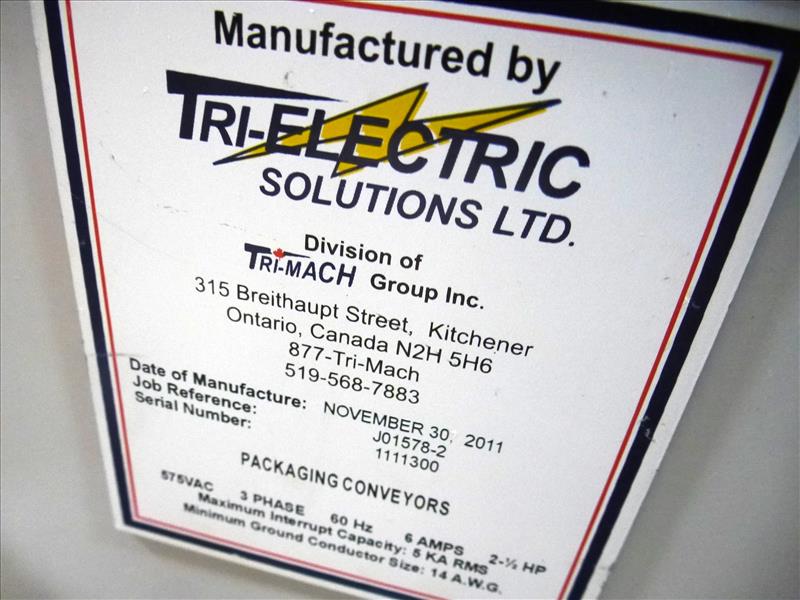 Manufactured by
TRI-ELECTRIC
SOLUTIONS LTD.
Division of
TRI-MACH Group Inc.
315 Breithaupt Street, Kitchener
Ontario, Canada N2H 5H6
877-Tri-Mach
519-568-7883
Date of Manufacture: NOVEMBER 30, 2011
Job Reference: J01578-2
Serial Number: 1111300
PACKAGING CONVEYORS
575VAC 3 PHASE 60 Hz 6 AMPS 2-½ HP
Maximum Interrupt Capacity: 5 KA RMS
Minimum Ground Conductor Size: 14 A.W.G.